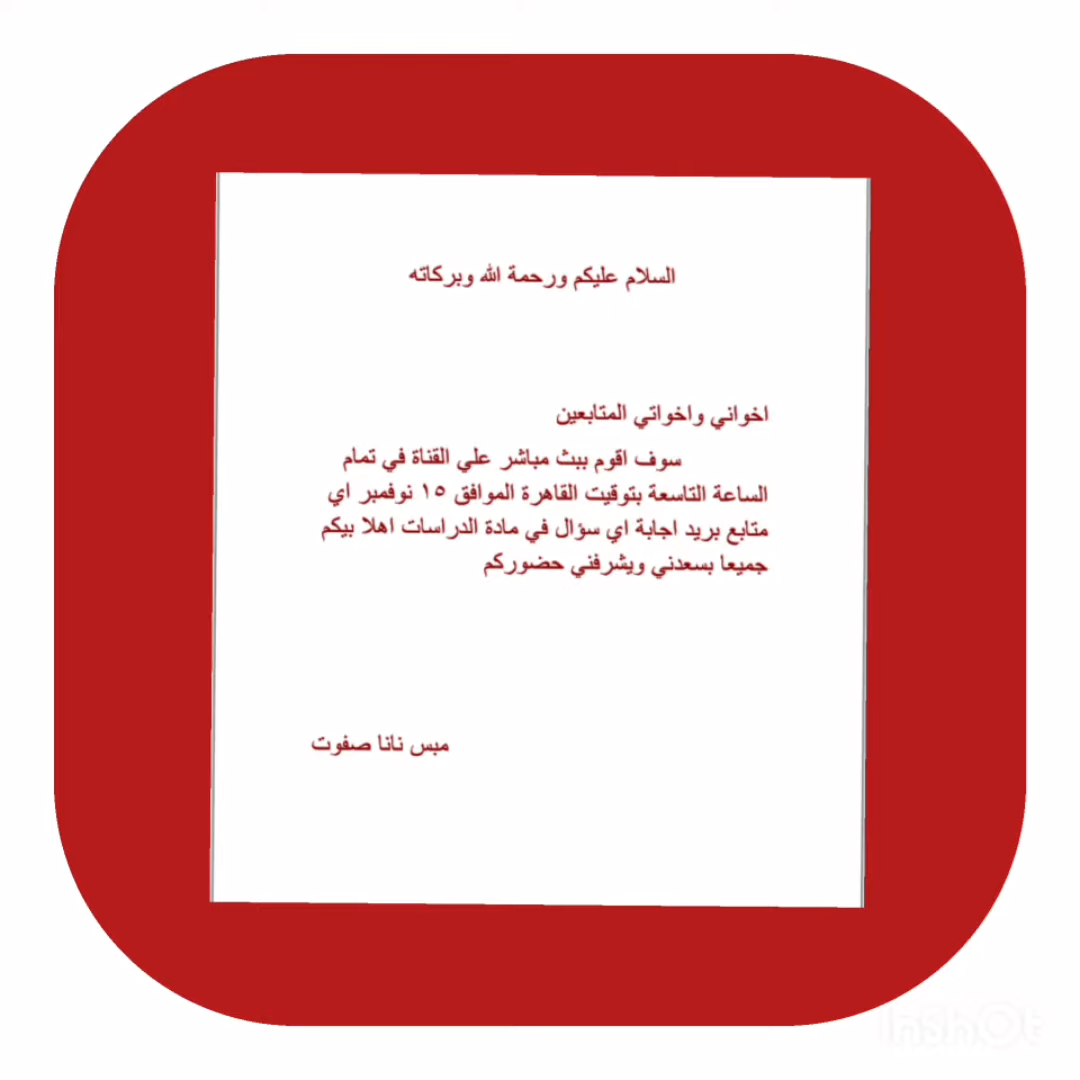 السلام عليكم ورحمة الله وبركاته
اخواني واخواتي المتابعين
سوف اقوم ببث مباشر علي القناة في تمام
الساعة التاسعة بتوقيت القاهرة الموافق ١٥ نوفمبر اي
متابع بريد اجابة اي سؤال في مادة الدراسات اهلا بيكم
جميعا بسعدني ويشرفني حضوركم
مبس نانا صفوت
InShOt